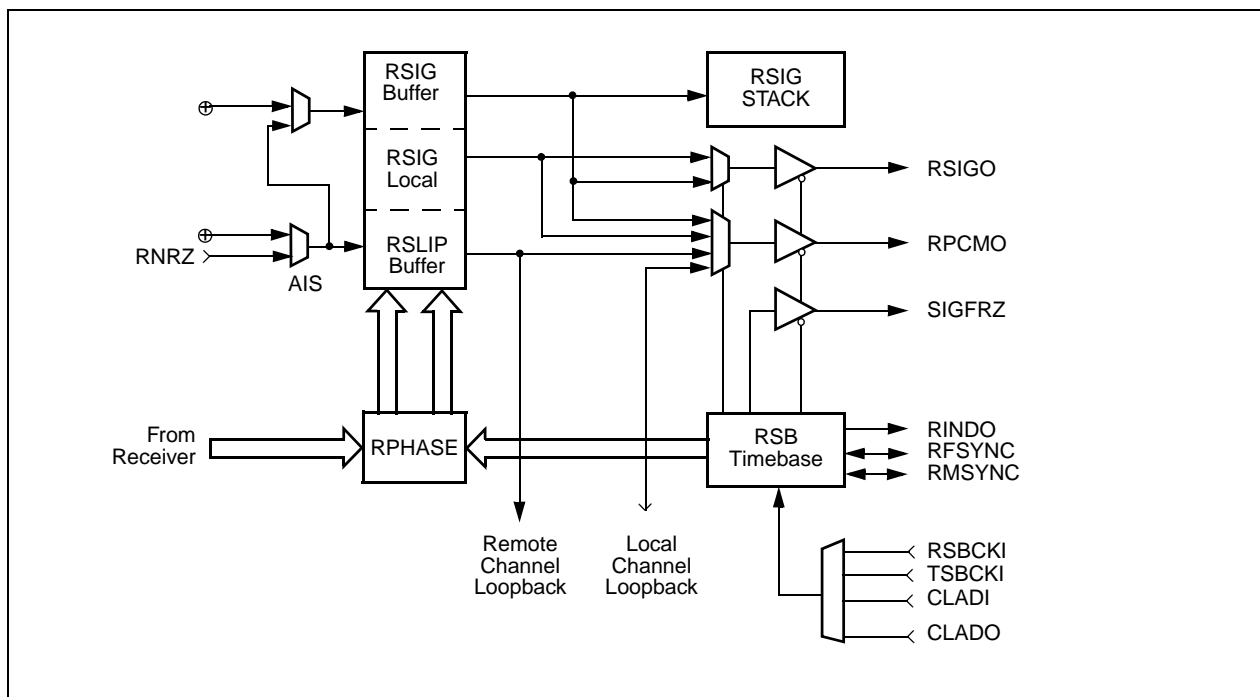 RSIG
Buffer
RSIG
STACK
RSIG
Local
RSIGO
RNRZ
AIS
RSLIP
Buffer
RPCMO
SIGFRZ
From
Receiver
RPHASE
RSB
Timebase
RINDO
RFSYNC
RMSYNC
Remote
Channel
Loopback
Local
Channel
Loopback
RSBCKI
TSBCKI
CLADI
CLADO